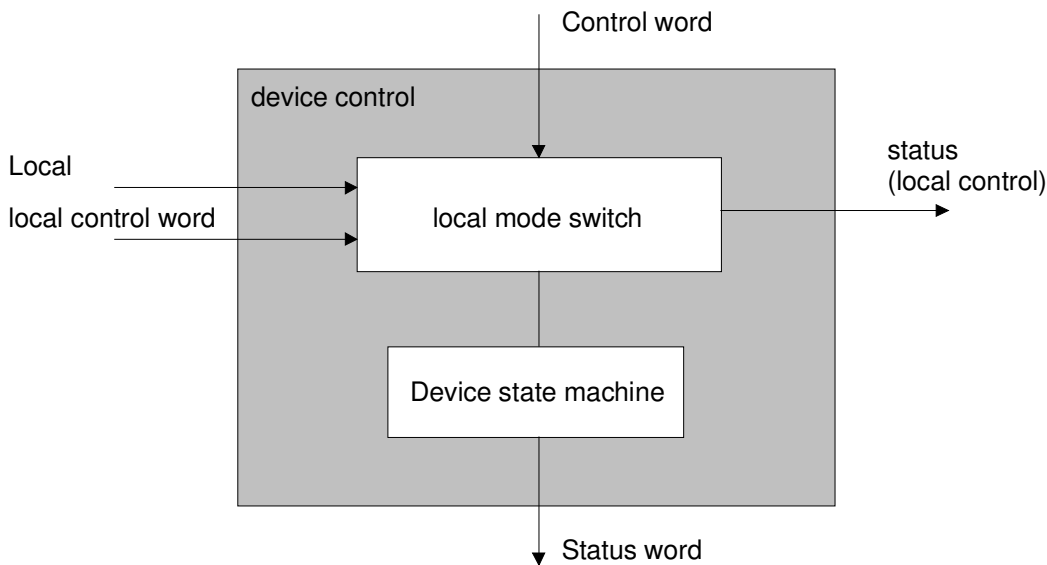 Control word
device control
Local
local control word
local mode switch
status
(local control)
Device state machine
Status word